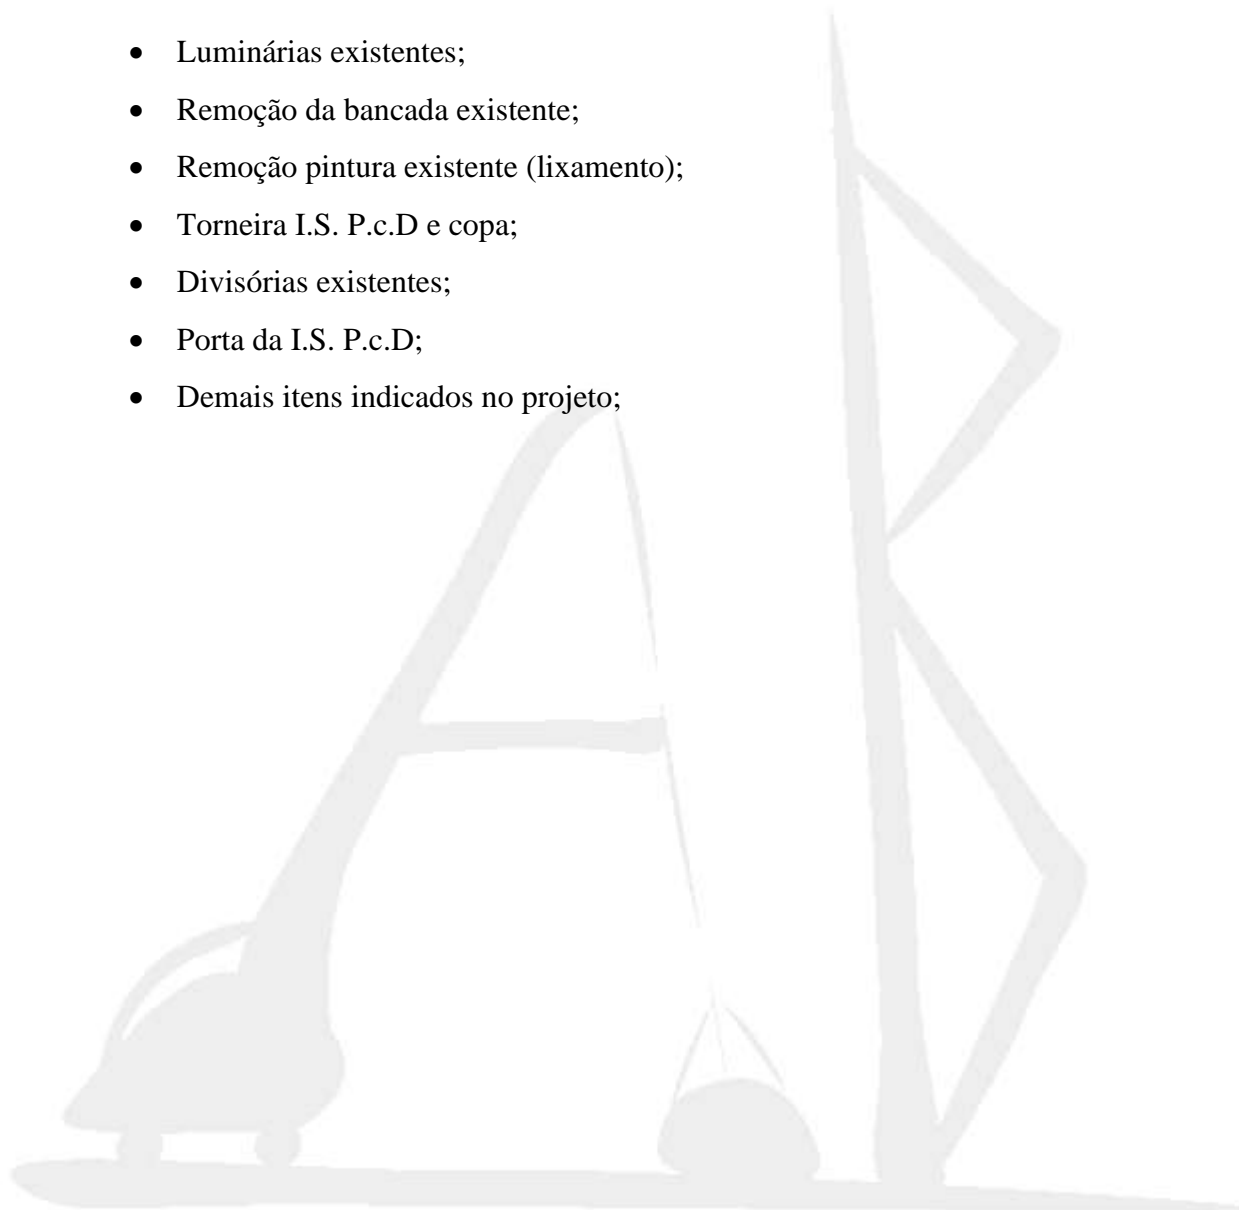 • Luminárias existentes;
• Remoção da bancada existente;
• Remoção pintura existente (lixamento);
• Torneira I.S. P.c.D e copa;
• Divisórias existentes;
• Porta da I.S. P.c.D;
• Demais itens indicados no projeto;